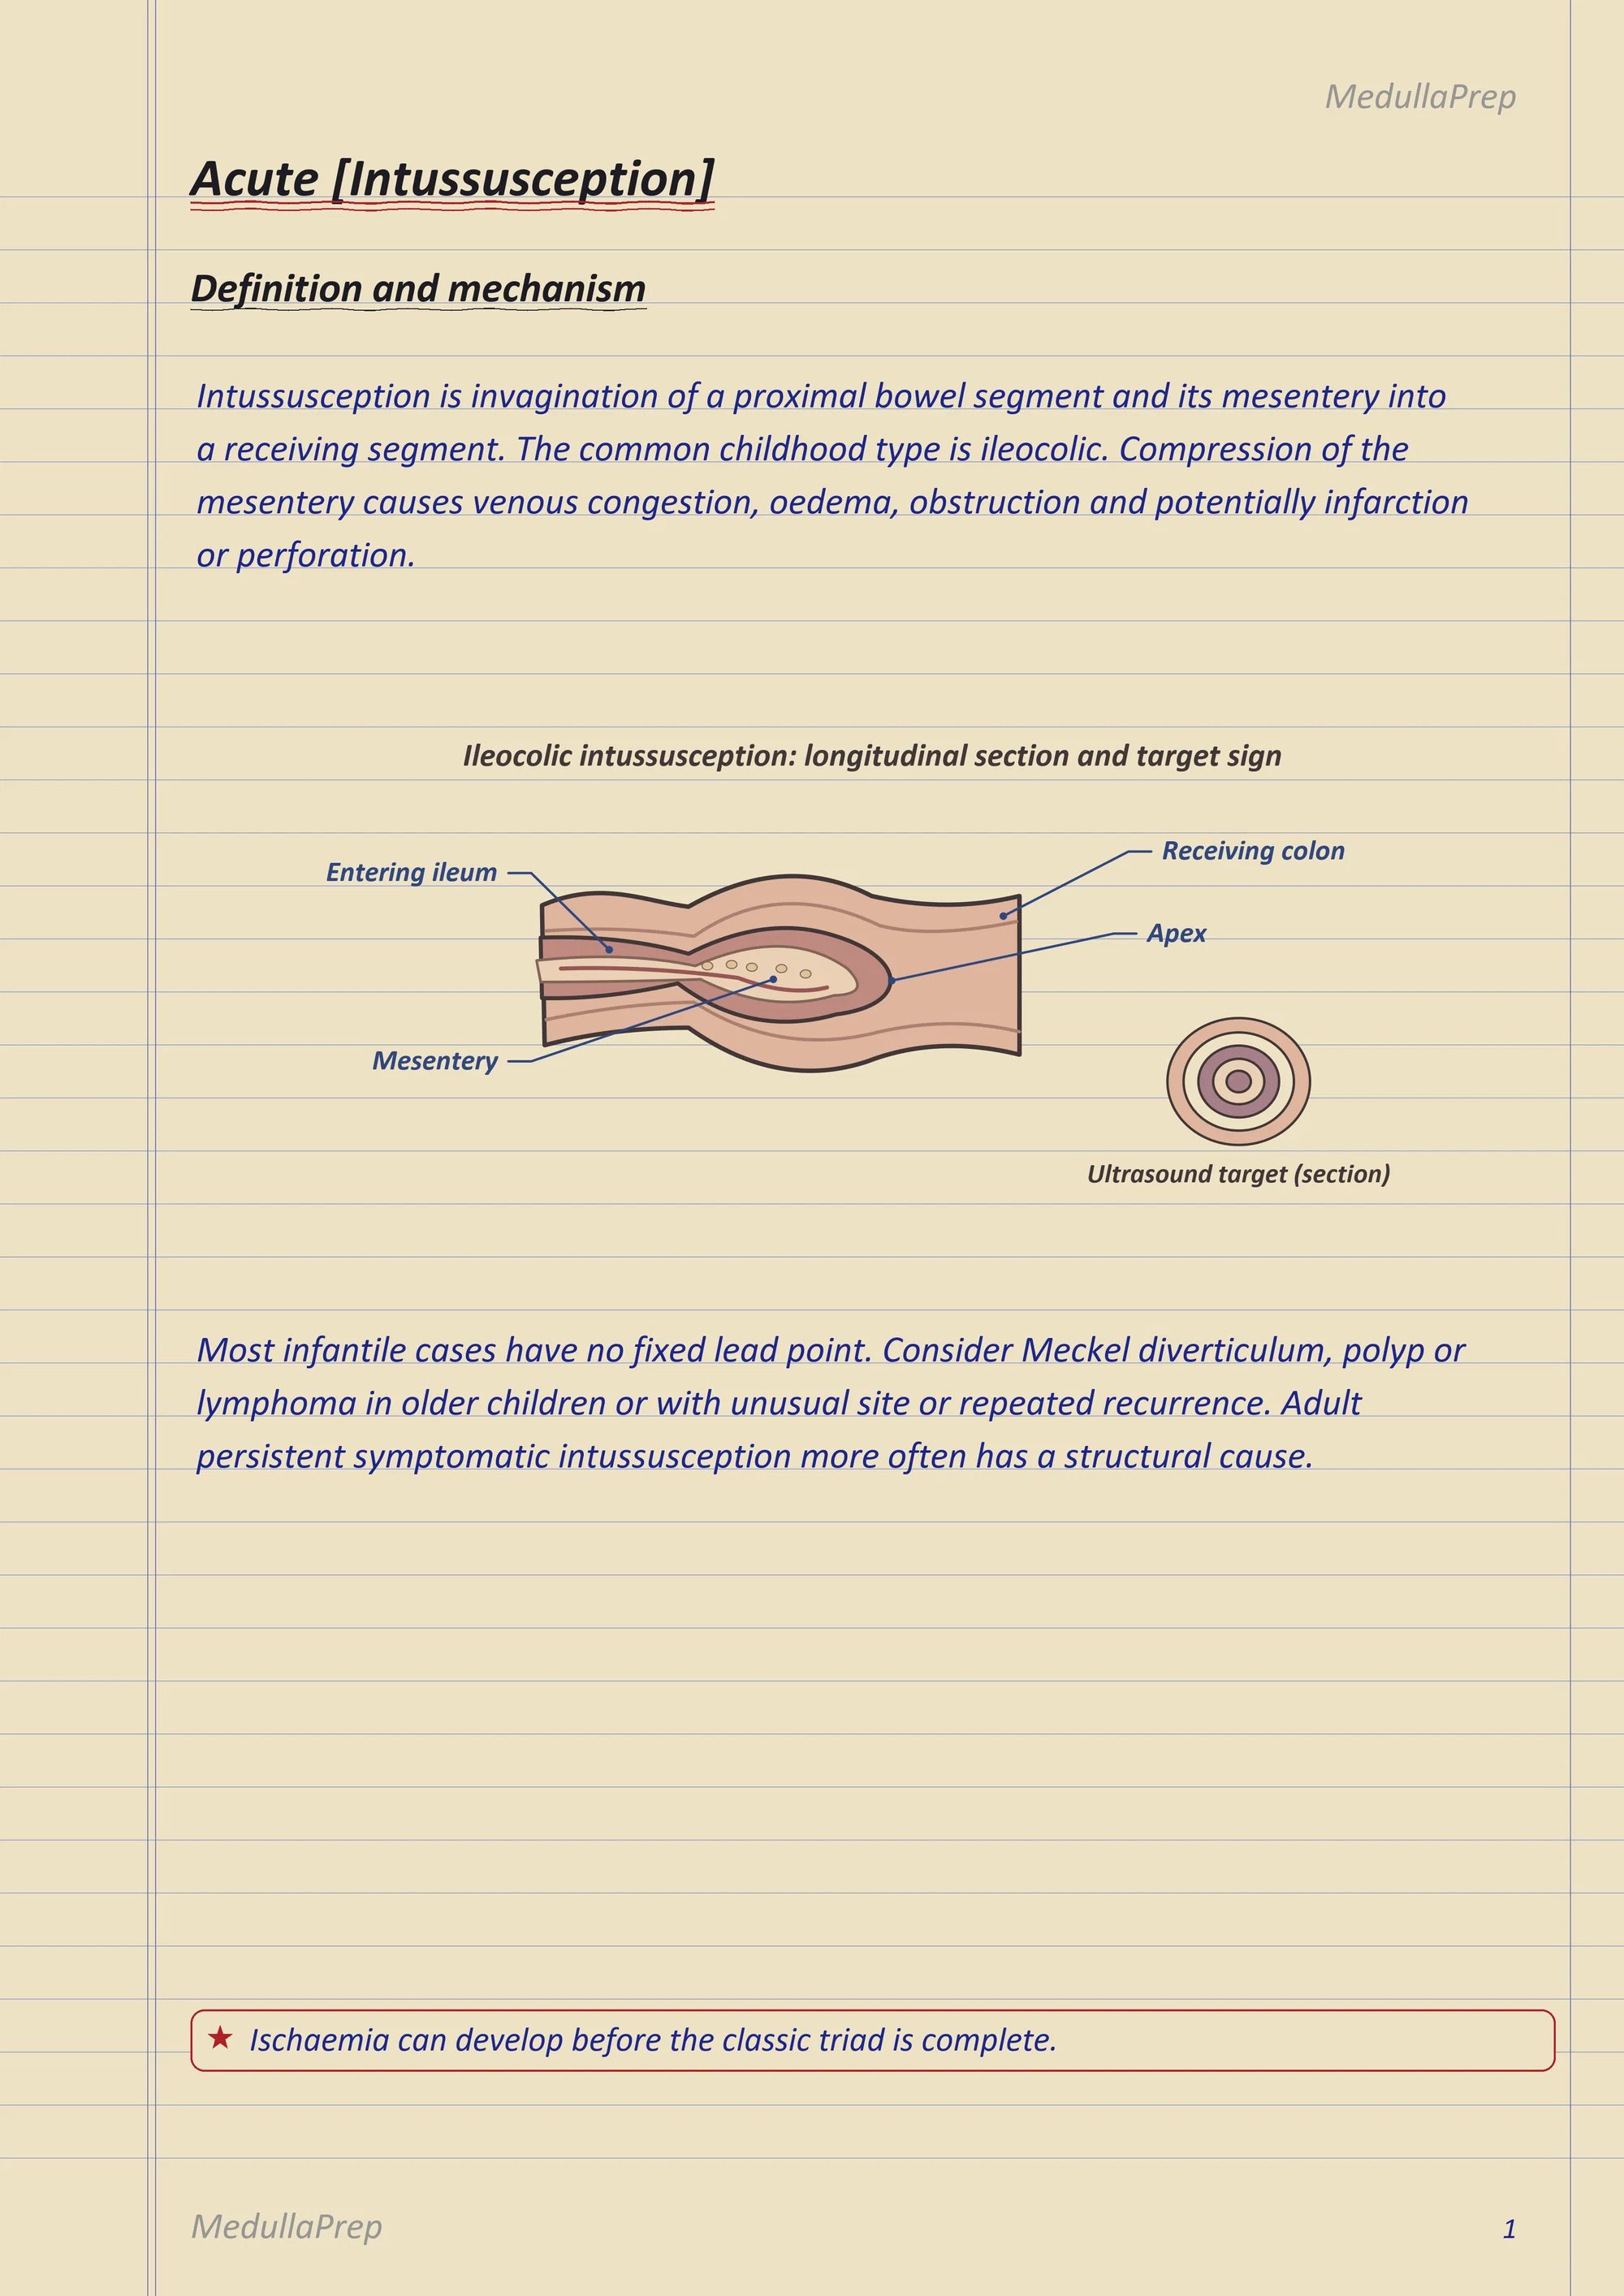 MedullaPrep
Acute [Intussusception]
Definition and mechanism
Intussusception is invagination of a proximal bowel segment and its mesentery into
a receiving segment. The common childhood type is ileocolic. Compression of the
mesentery causes venous congestion, oedema, obstruction and potentially infarction
or perforation.
Ileocolic intussusception: longitudinal section and target sign
Receiving colon
Entering ileum
Apex
Mesentery
Ultrasound target (section)
Most infantile cases have no fixed lead point. Consider Meckel diverticulum, polyp or
lymphoma in older children or with unusual site or repeated recurrence. Adult
persistent symptomatic intussusception more often has a structural cause.
★ Ischaemia can develop before the classic triad is complete.
MedullaPrep
1